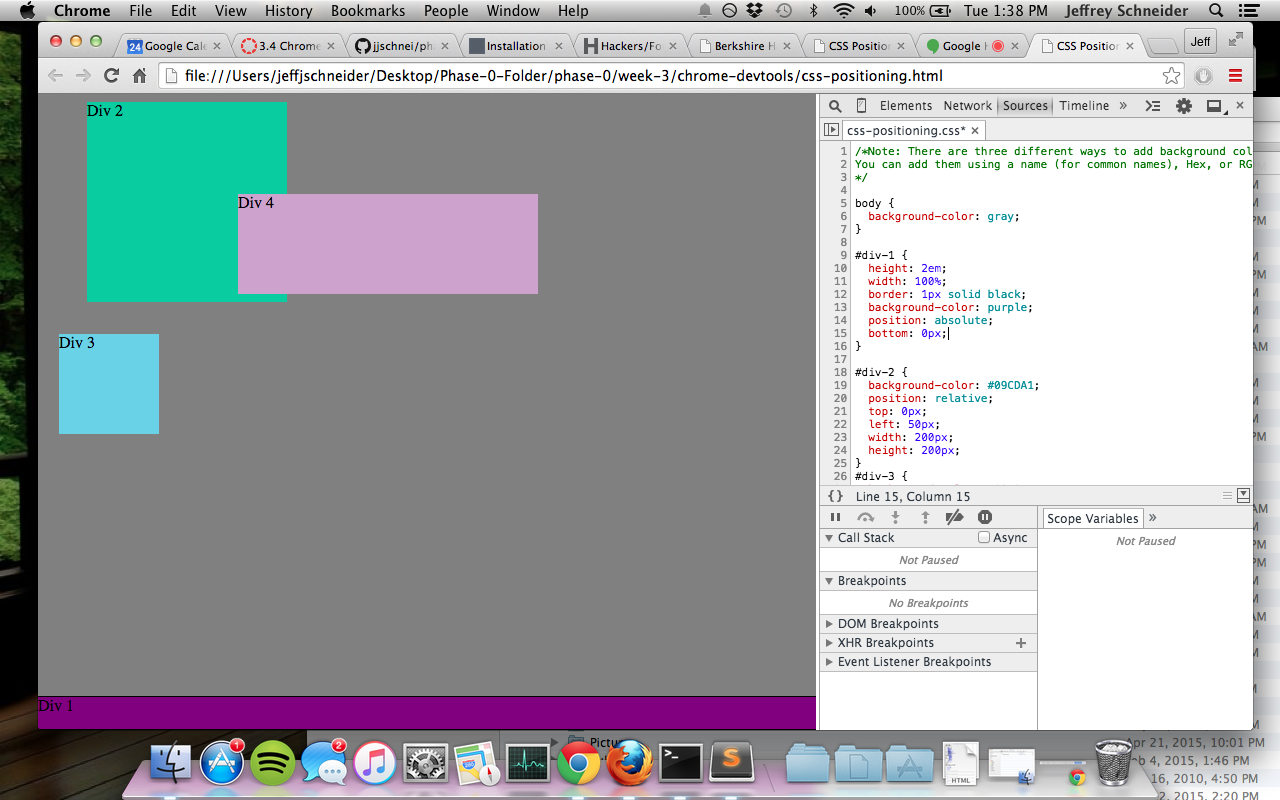 Chrome File Edit View History Bookmarks People Window Help 100% Tue 1:38 PM Jeffrey Schneider
Google Cale 3.4 Chrome jjschnei/pha Installation Hackers/Fo Berkshire H CSS Position Google H CSS Position Jeff
file:///Users/jeffjschneider/Desktop/Phase-0-Folder/phase-0/week-3/chrome-devtools/css-positioning.html
Div 2
Div 4
Div 3
Div 1
Elements Network Sources Timeline »
css-positioning.css* ×
1 /*Note: There are three different ways to add background col
2 You can add them using a name (for common names), Hex, or RG
3 */
4
5 body {
6 background-color: gray;
7 }
8
9 #div-1 {
10 height: 2em;
11 width: 100%;
12 border: 1px solid black;
13 background-color: purple;
14 position: absolute;
15 bottom: 0px;
16 }
17
18 #div-2 {
19 background-color: #09CDA1;
20 position: relative;
21 top: 0px;
22 left: 50px;
23 width: 200px;
24 height: 200px;
25 }
26 #div-3 {
{} Line 15, Column 15
Scope Variables »
Not Paused
Call Stack Async
Not Paused
Breakpoints
No Breakpoints
DOM Breakpoints
XHR Breakpoints +
Event Listener Breakpoints
Pictu
Apr 21, 2015, 10:01 PM
4, 2015, 1:46 PM
16, 2010, 4:50 PM
2, 2015, 2:20 PM
1
2
HTML